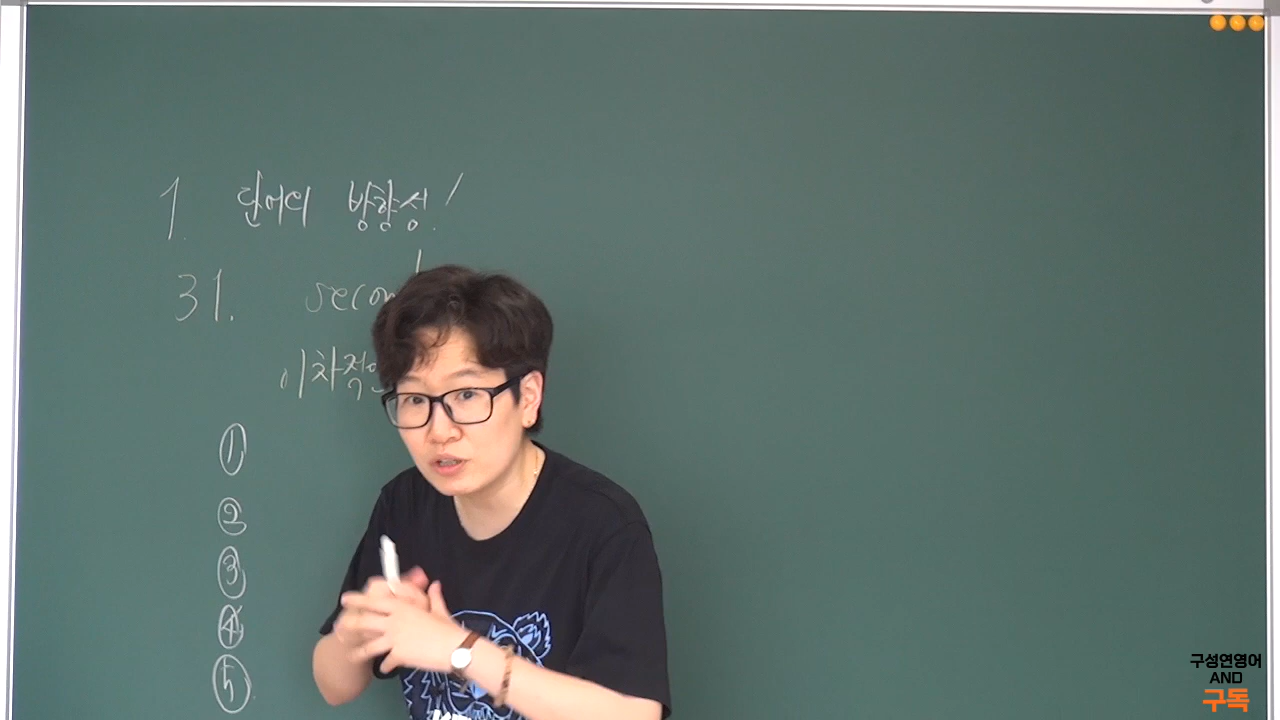 1. 단어의 방향성!
31. secon
이차적인
①
②
③
④
⑤
구성연영어
AND
구독